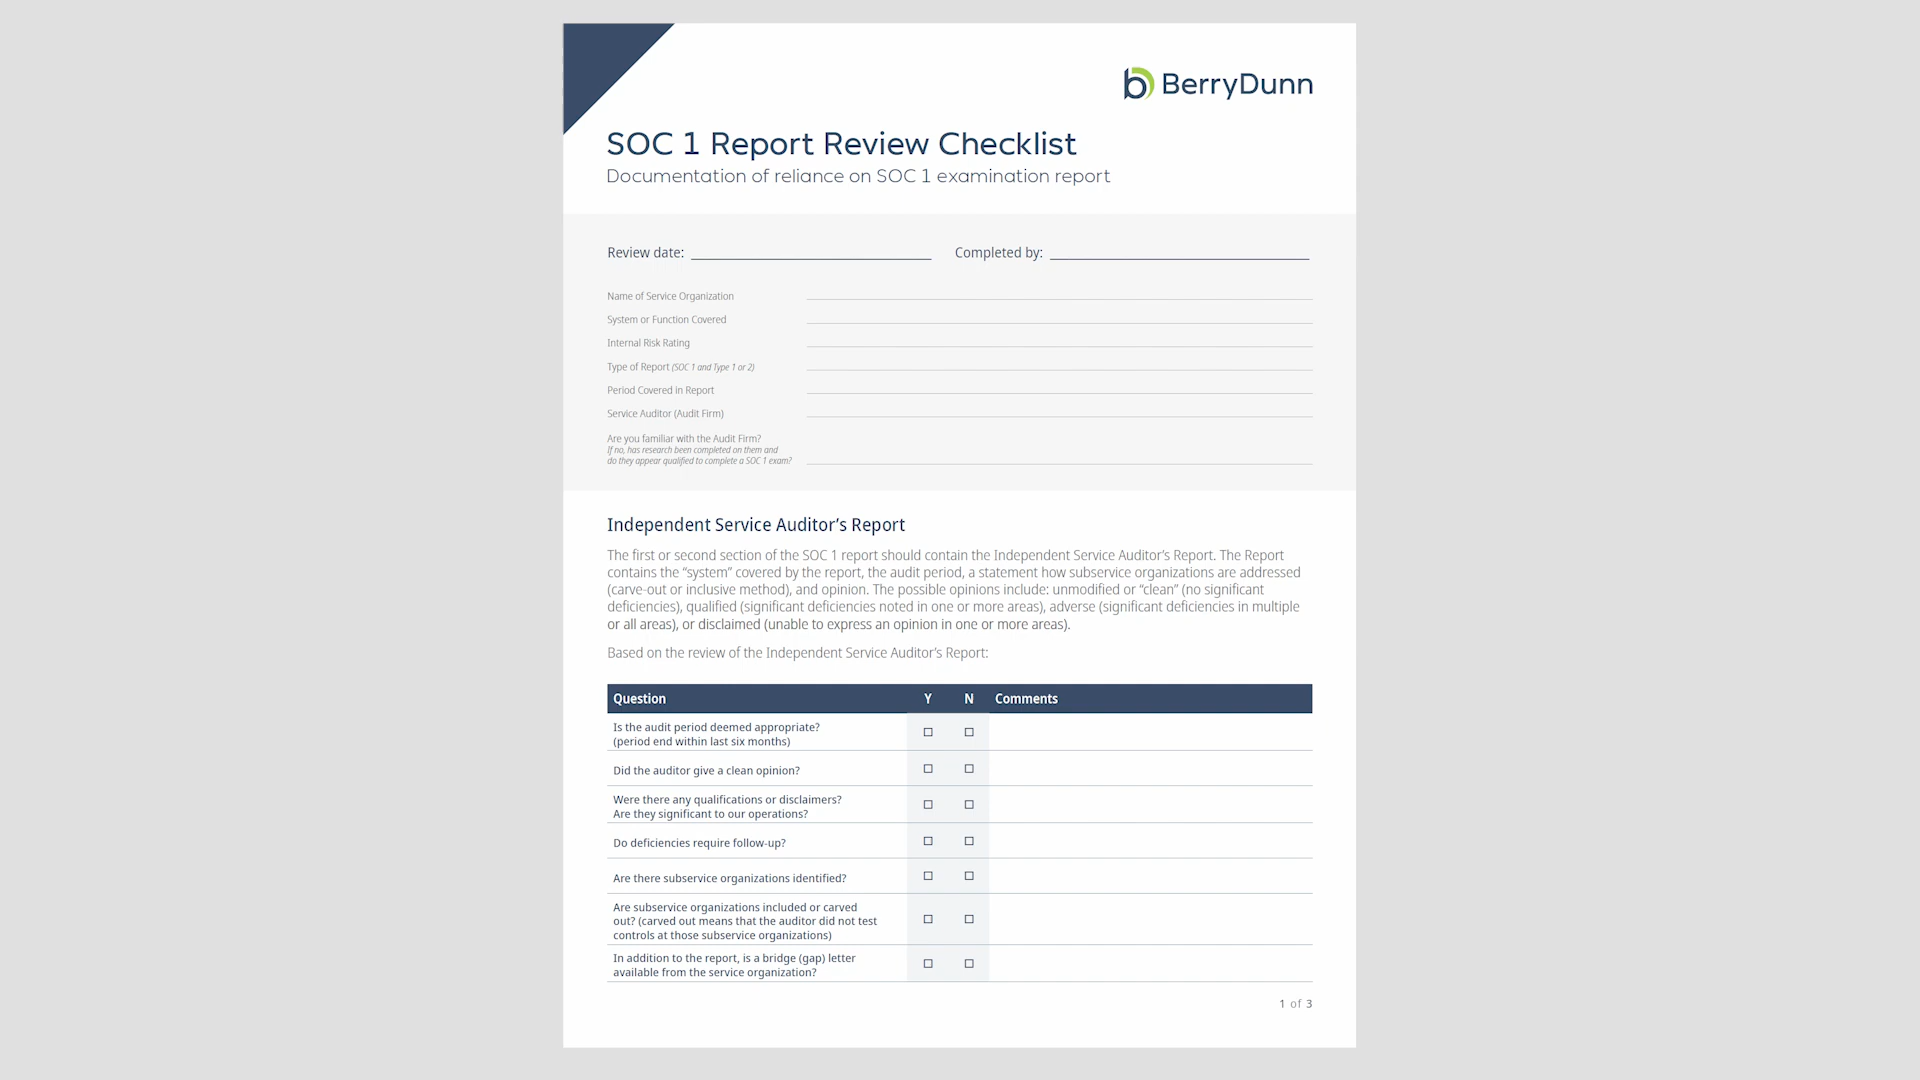 BerryDunn
SOC 1 Report Review Checklist
Documentation of reliance on SOC 1 examination report
Review date: Completed by:
Name of Service Organization
System or Function Covered
Internal Risk Rating
Type of Report (SOC 1 and Type 1 or 2)
Period Covered in Report
Service Auditor (Audit Firm)
Are you familiar with the Audit Firm?
If no, has research been completed on them and
do they appear qualified to complete a SOC 1 exam?
Independent Service Auditor’s Report
The first or second section of the SOC 1 report should contain the Independent Service Auditor’s Report. The Report
contains the “system” covered by the report, the audit period, a statement how subservice organizations are addressed
(carve-out or inclusive method), and opinion. The possible opinions include: unmodified or “clean” (no significant
deficiencies), qualified (significant deficiencies noted in one or more areas), adverse (significant deficiencies in multiple
or all areas), or disclaimed (unable to express an opinion in one or more areas).
Based on the review of the Independent Service Auditor’s Report:
Question Y N Comments
Is the audit period deemed appropriate?
(period end within last six months)
Did the auditor give a clean opinion?
Were there any qualifications or disclaimers?
Are they significant to our operations?
Do deficiencies require follow-up?
Are there subservice organizations identified?
Are subservice organizations included or carved
out? (carved out means that the auditor did not test
controls at those subservice organizations)
In addition to the report, is a bridge (gap) letter
available from the service organization?
1 of 3